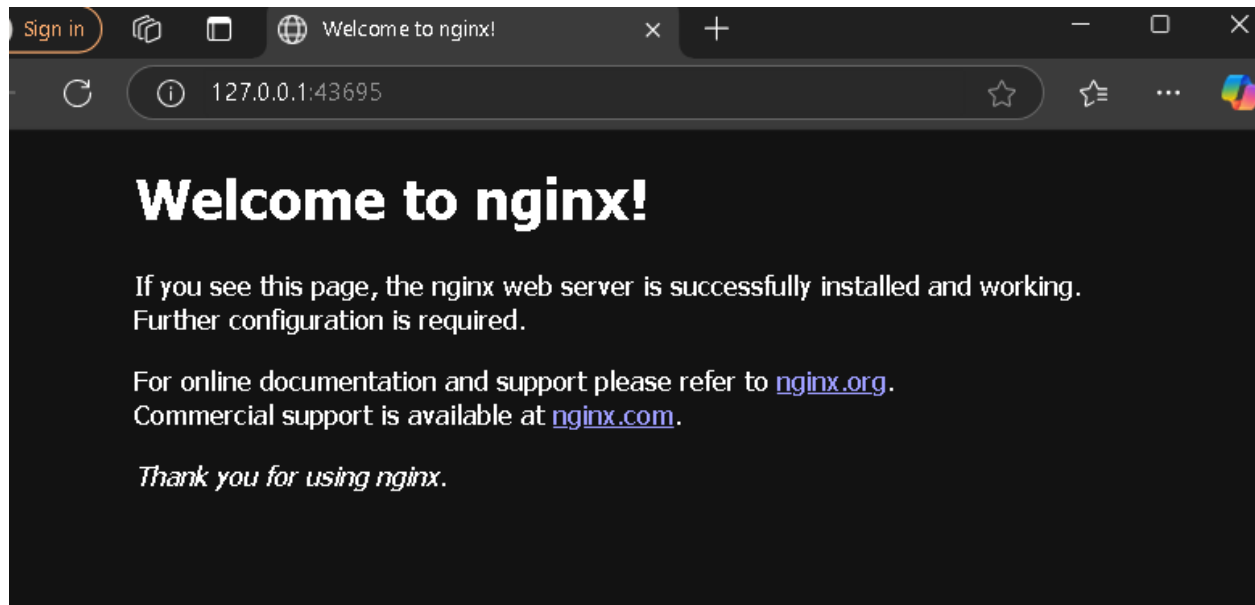 Sign in
Welcome to nginx!
127.0.0.1:43695
Welcome to nginx!
If you see this page, the nginx web server is successfully installed and working.
Further configuration is required.
For online documentation and support please refer to nginx.org.
Commercial support is available at nginx.com.
Thank you for using nginx.